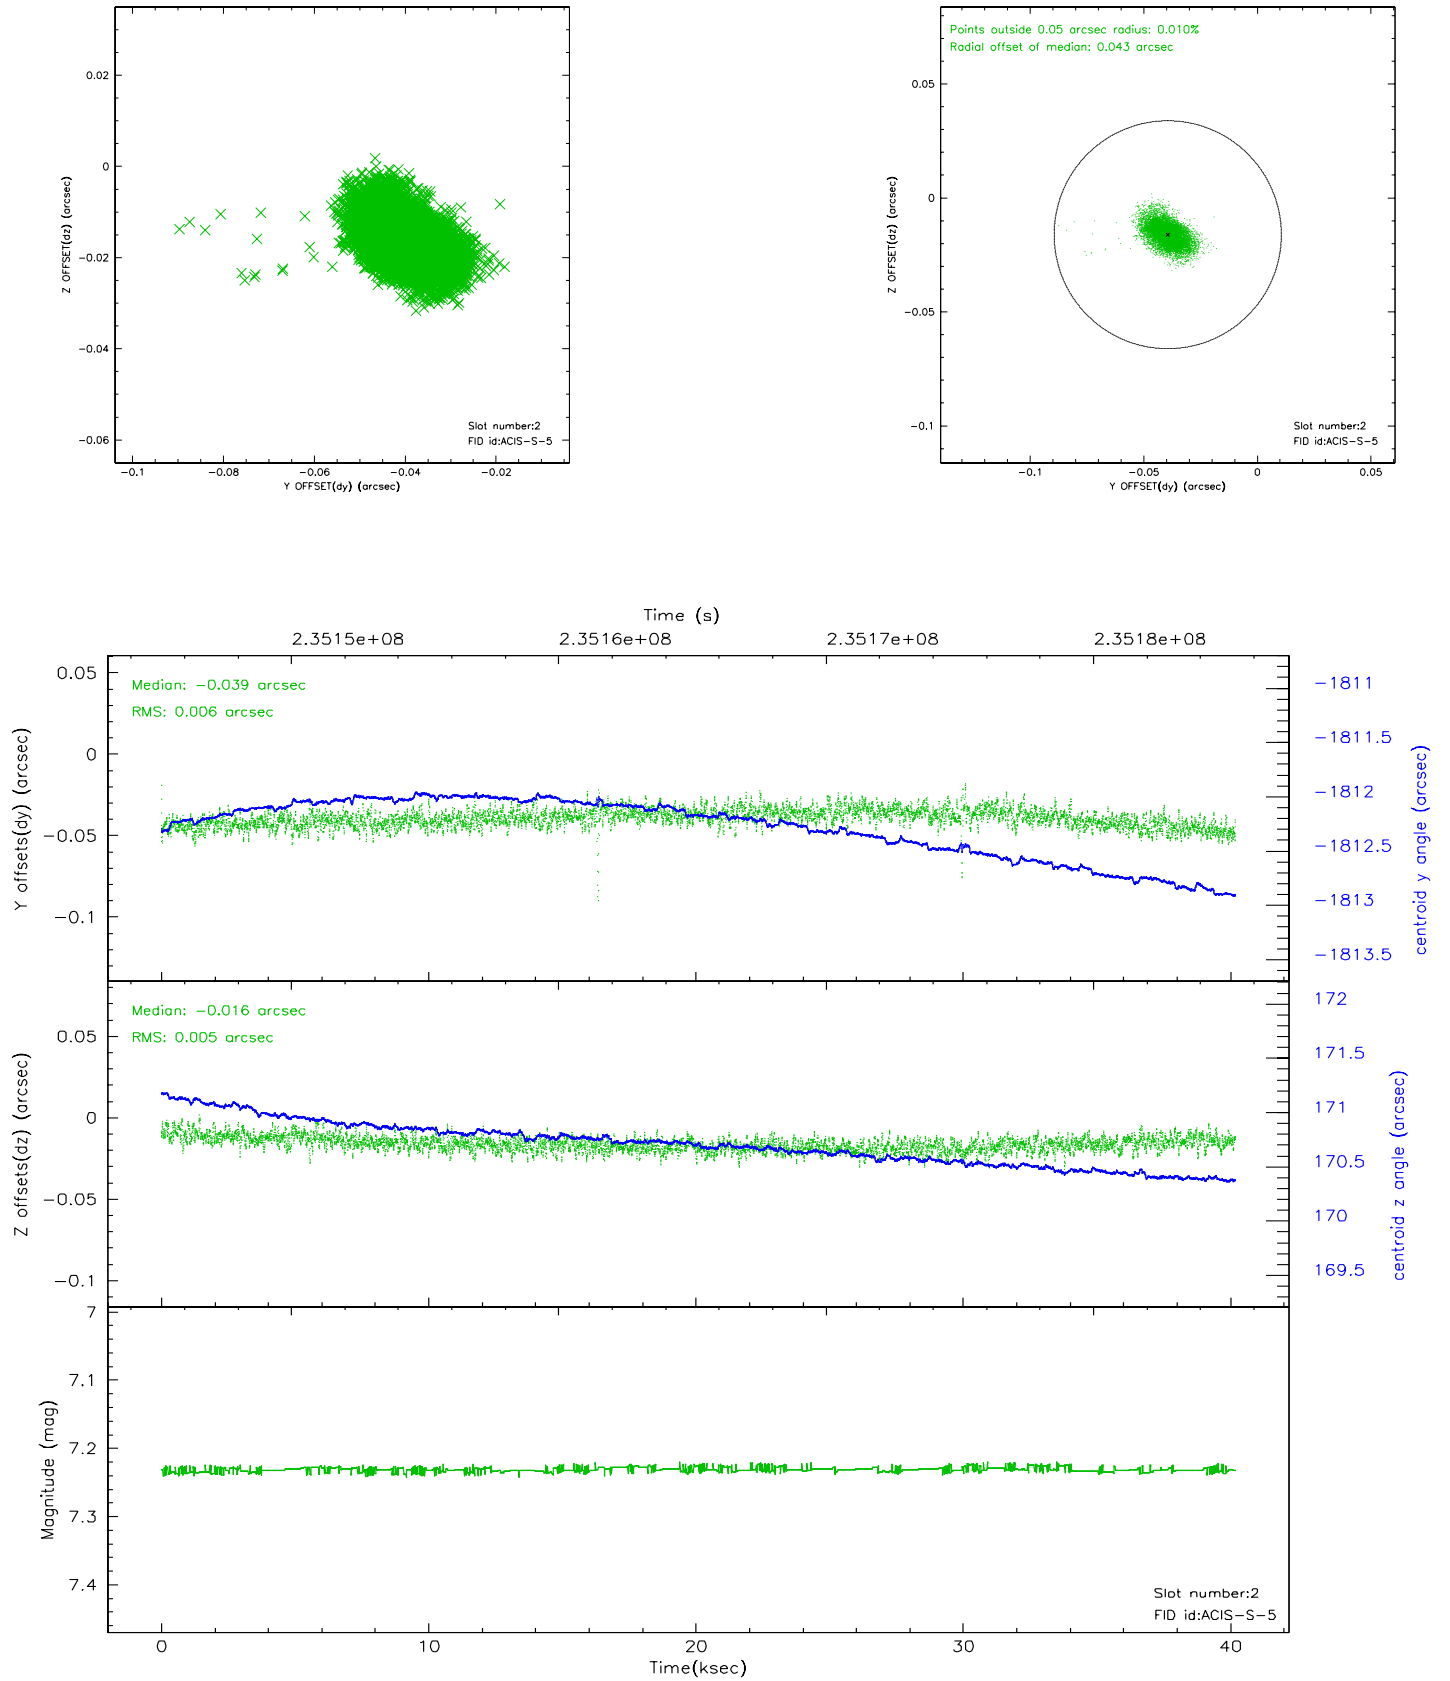 0.02
0
−0.02
−0.04
−0.06
Z OFFSET(dz) (arcsec)
Slot number:2
FID id:ACIS−S−5
−0.1
−0.08
−0.06
−0.04
−0.02
Y OFFSET(dy) (arcsec)
Points outside 0.05 arcsec radius: 0.010%
Radial offset of median: 0.043 arcsec
0.05
0
−0.05
−0.1
Z OFFSET(dz) (arcsec)
Slot number:2
FID id:ACIS−S−5
−0.1
−0.05
0
0.05
Y OFFSET(dy) (arcsec)
Time (s)
2.3515e+08
2.3516e+08
2.3517e+08
2.3518e+08
Median: −0.039 arcsec
RMS: 0.006 arcsec
0.05
0
−0.05
−0.1
Y offsets(dy) (arcsec)
−1811
−1811.5
−1812
−1812.5
−1813
−1813.5
centroid y angle (arcsec)
Median: −0.016 arcsec
RMS: 0.005 arcsec
0.05
0
−0.05
−0.1
Z offsets(dz) (arcsec)
172
171.5
171
170.5
170
169.5
centroid z angle (arcsec)
7
7.1
7.2
7.3
7.4
Magnitude (mag)
Slot number:2
FID id:ACIS−S−5
0
10
20
30
40
Time(ksec)